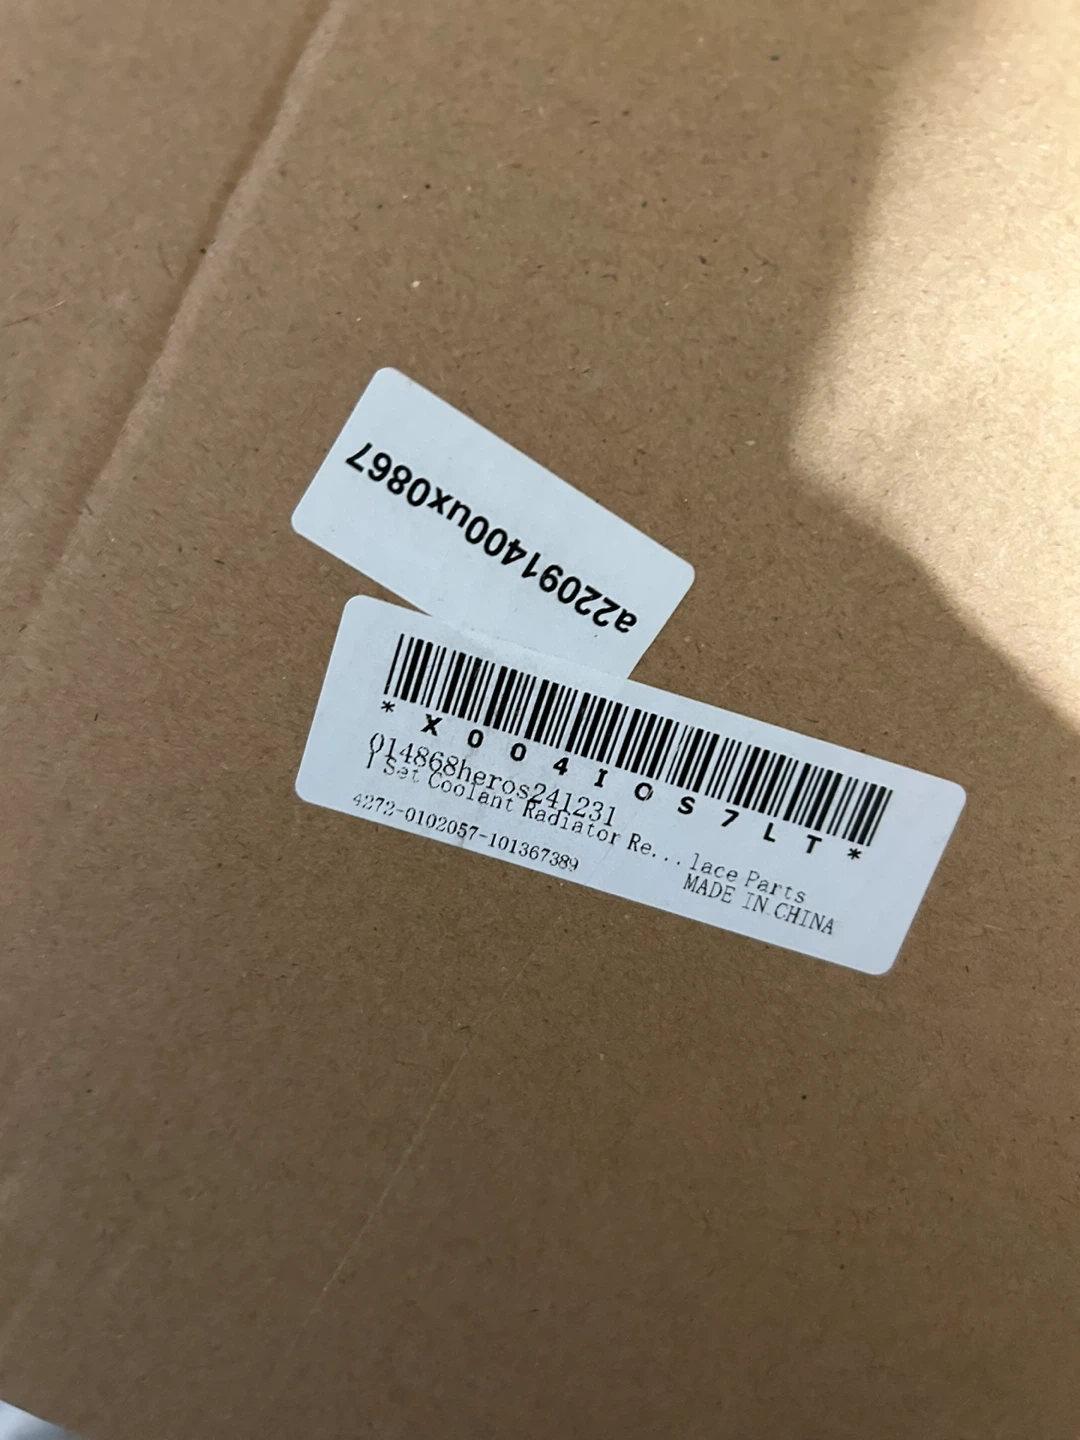 a22091400ux0867
*X004IOS7LT*
014868heros241231
1 Set Coolant Radiator Re...lace Parts
MADE IN CHINA
4272-0102057-101367389